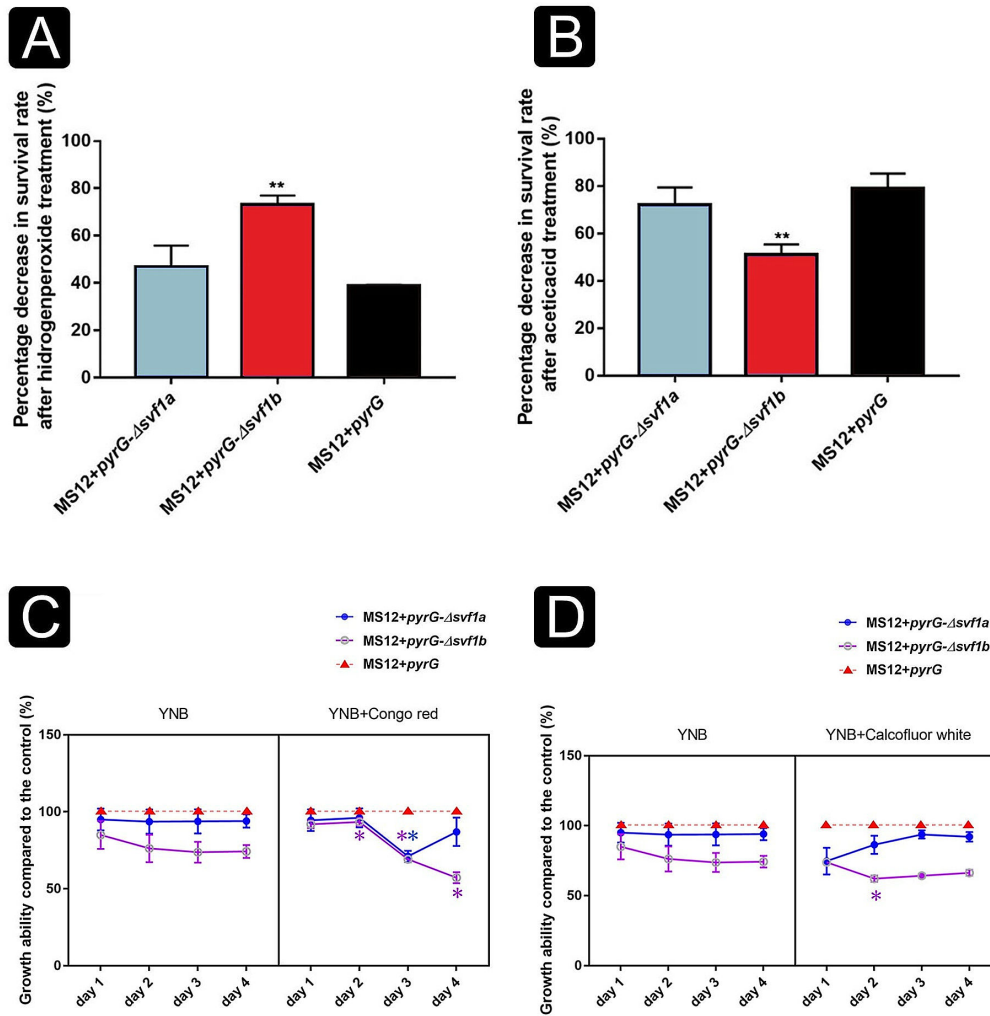 A
Percentage decrease in survival rate
after hidrogenperoxide treatment (%)
100
80
60
40
20
0
**
MS12+pyrG-Δsvf1a
MS12+pyrG-Δsvf1b
MS12+pyrG
B
Percentage decrease in survival rate
after aceticacid treatment (%)
100
80
60
40
20
0
**
MS12+pyrG-Δsvf1a
MS12+pyrG-Δsvf1b
MS12+pyrG
C
MS12+pyrG-Δsvf1a
MS12+pyrG-Δsvf1b
MS12+pyrG
YNB
YNB+Congo red
Growth ability compared to the control (%)
150
100
50
0
*
**
*
day 1
day 2
day 3
day 4
day 1
day 2
day 3
day 4
D
MS12+pyrG-Δsvf1a
MS12+pyrG-Δsvf1b
MS12+pyrG
YNB
YNB+Calcofluor white
Growth ability compared to the control (%)
150
100
50
0
*
day 1
day 2
day 3
day 4
day 1
day 2
day 3
day 4